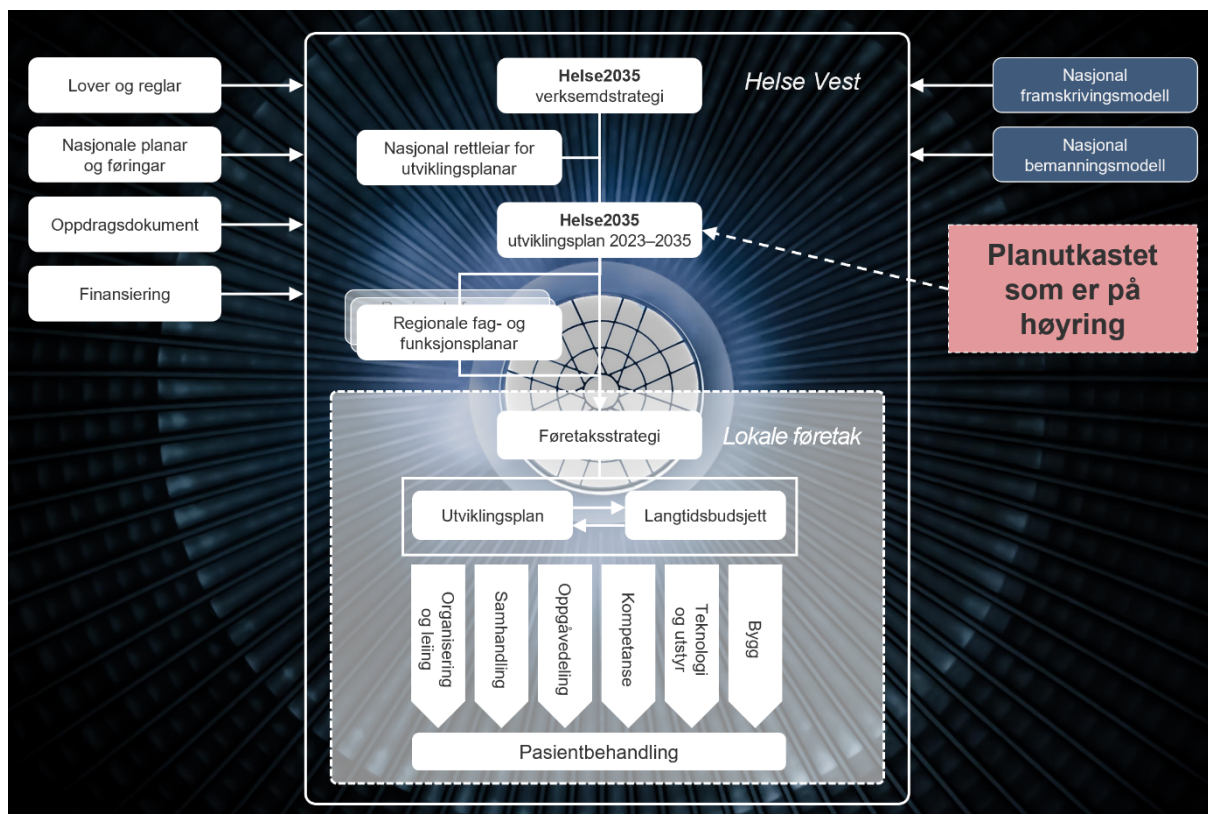 Lover og reglar
Nasjonale planar
og føringar
Oppdragsdokument
Finansiering
Helse2035
verksemdstrategi
Helse Vest
Nasjonal rettleiar for
utviklingsplanar
Helse2035
utviklingsplan 2023–2035
Regionale fag- og
funksjonsplanar
Nasjonal
framskrivingsmodell
Nasjonal
bemanningsmodell
Planutkastet
som er på
høyring
Føretaksstrategi
Lokale føretak
Utviklingsplan
Langtidsbudsjett
Organisering
og leiing
Samhandling
Oppgåvedeling
Kompetanse
Teknologi
og utstyr
Bygg
Pasientbehandling